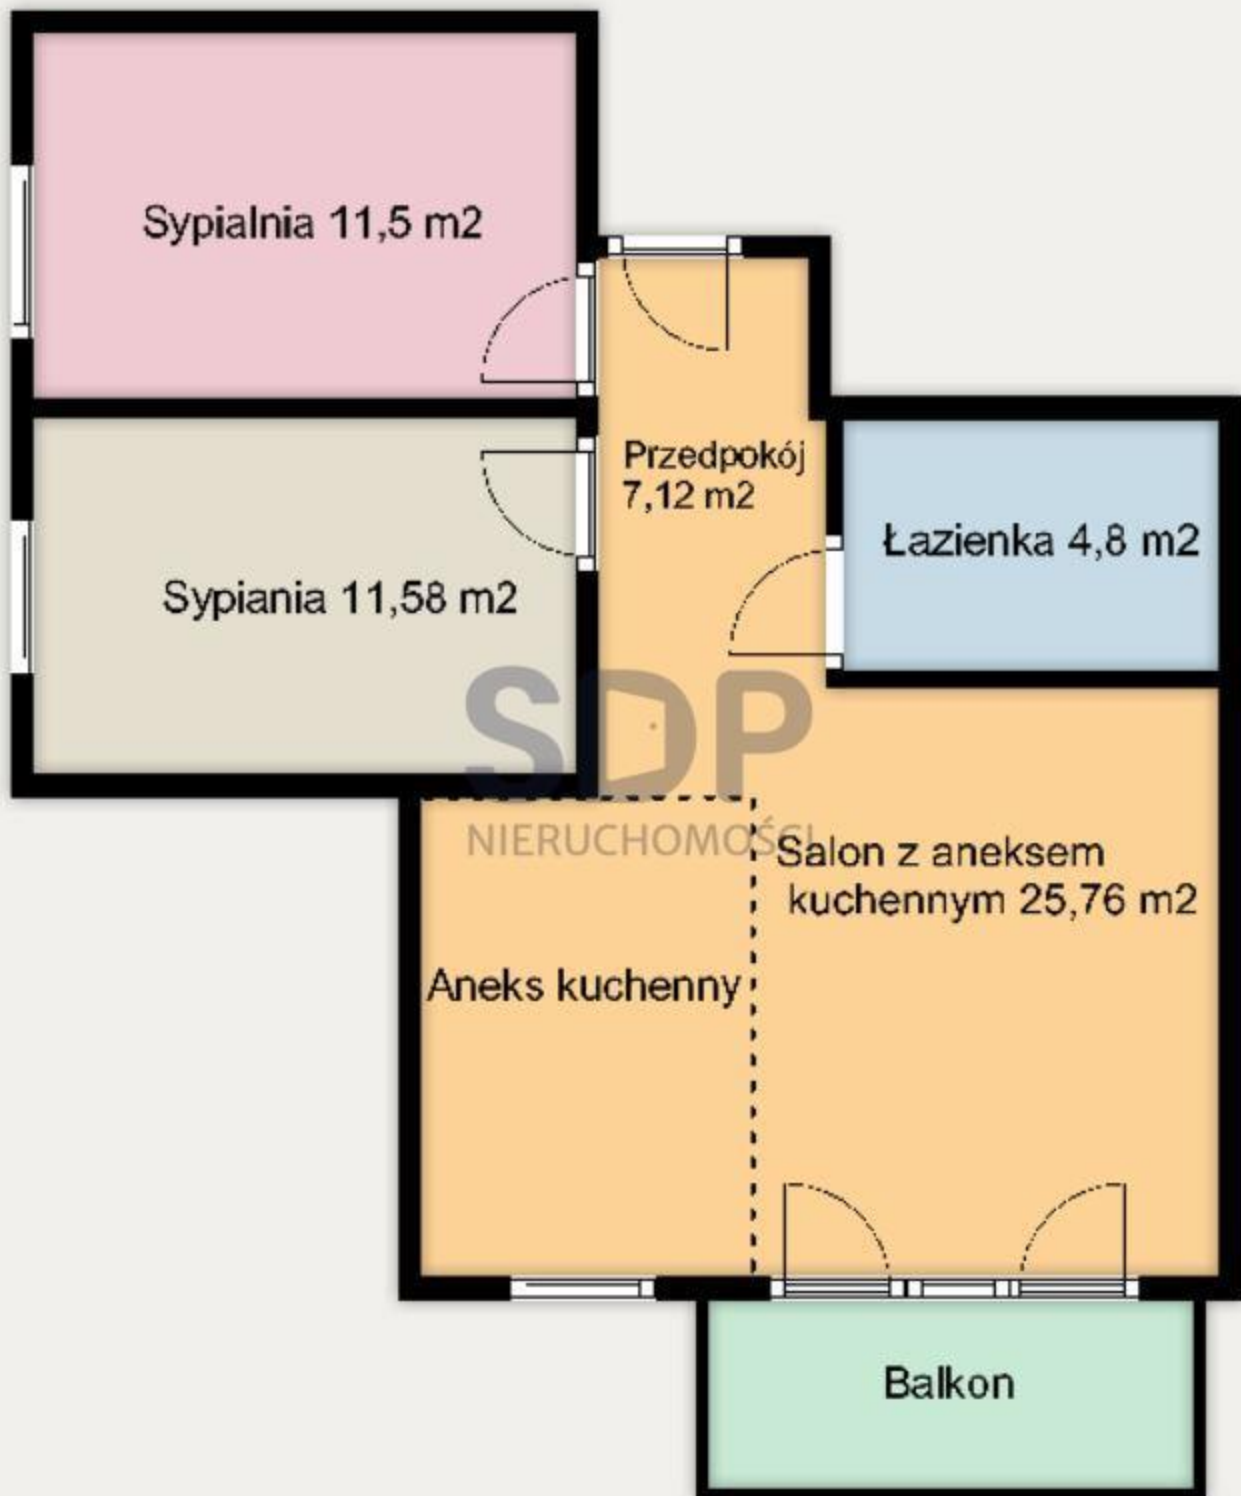 Sypialnia 11,5 m2
Przedpokój
7,12 m2
Łazienka 4,8 m2
Sypiania 11,58 m2
SDP
NIERUCHOMOŚCI
Salon z aneksem
kuchennym 25,76 m2
Aneks kuchenny
Balkon